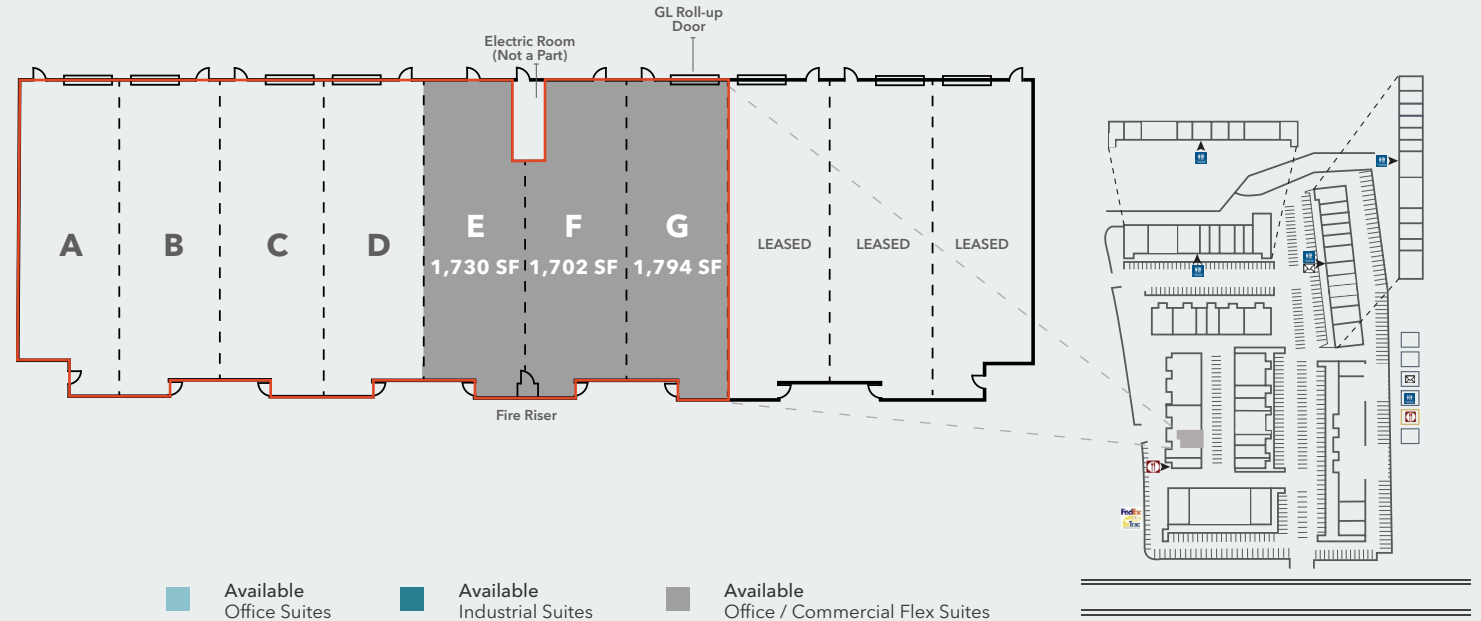 GL Roll-up
Door
Electric Room
(Not a Part)
A
B
C
D
E
F
G
1,730 SF
1,702 SF
1,794 SF
LEASED
LEASED
LEASED
Fire Riser
FedEx
Available
Office Suites
Available
Industrial Suites
Available
Office / Commercial Flex Suites